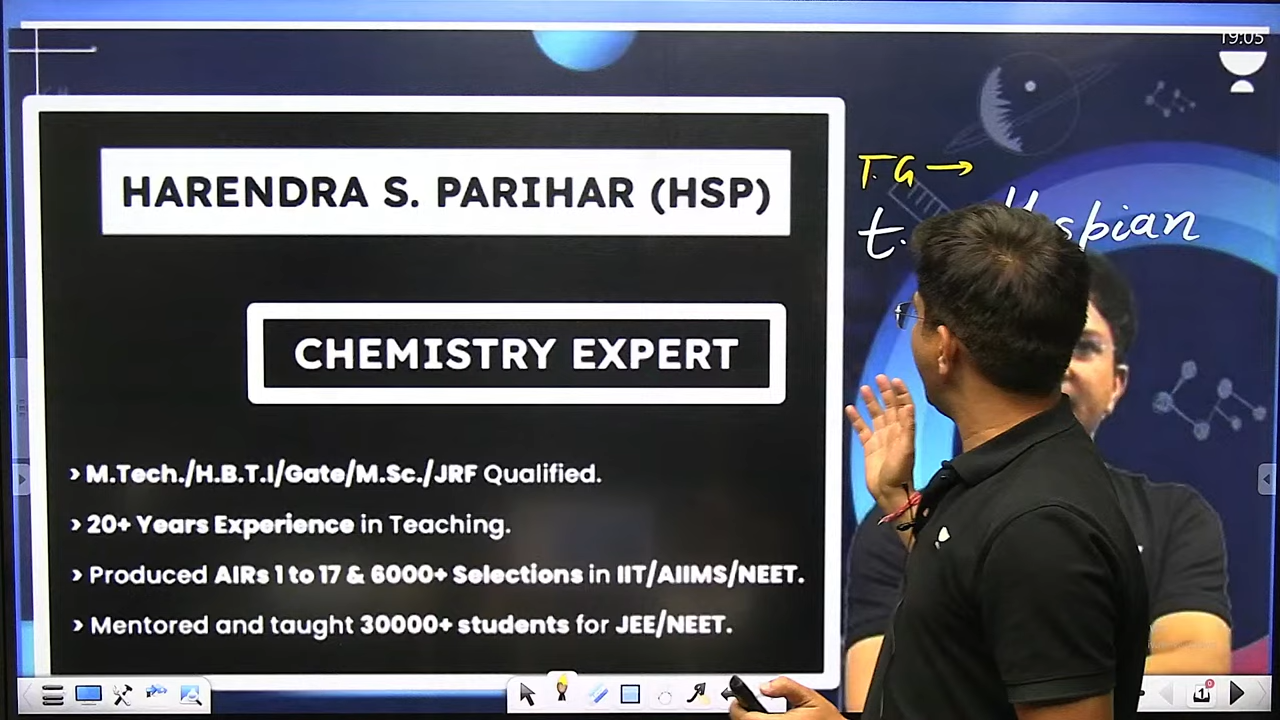 19:05
HARENDRA S. PARIHAR (HSP)
T.G →
t.
CHEMISTRY EXPERT
› M.Tech./H.B.T.I/Gate/M.Sc./JRF Qualified.
› 20+ Years Experience in Teaching.
› Produced AIRs 1 to 17 & 6000+ Selections in IIT/AIIMS/NEET.
› Mentored and taught 30000+ students for JEE/NEET.
1